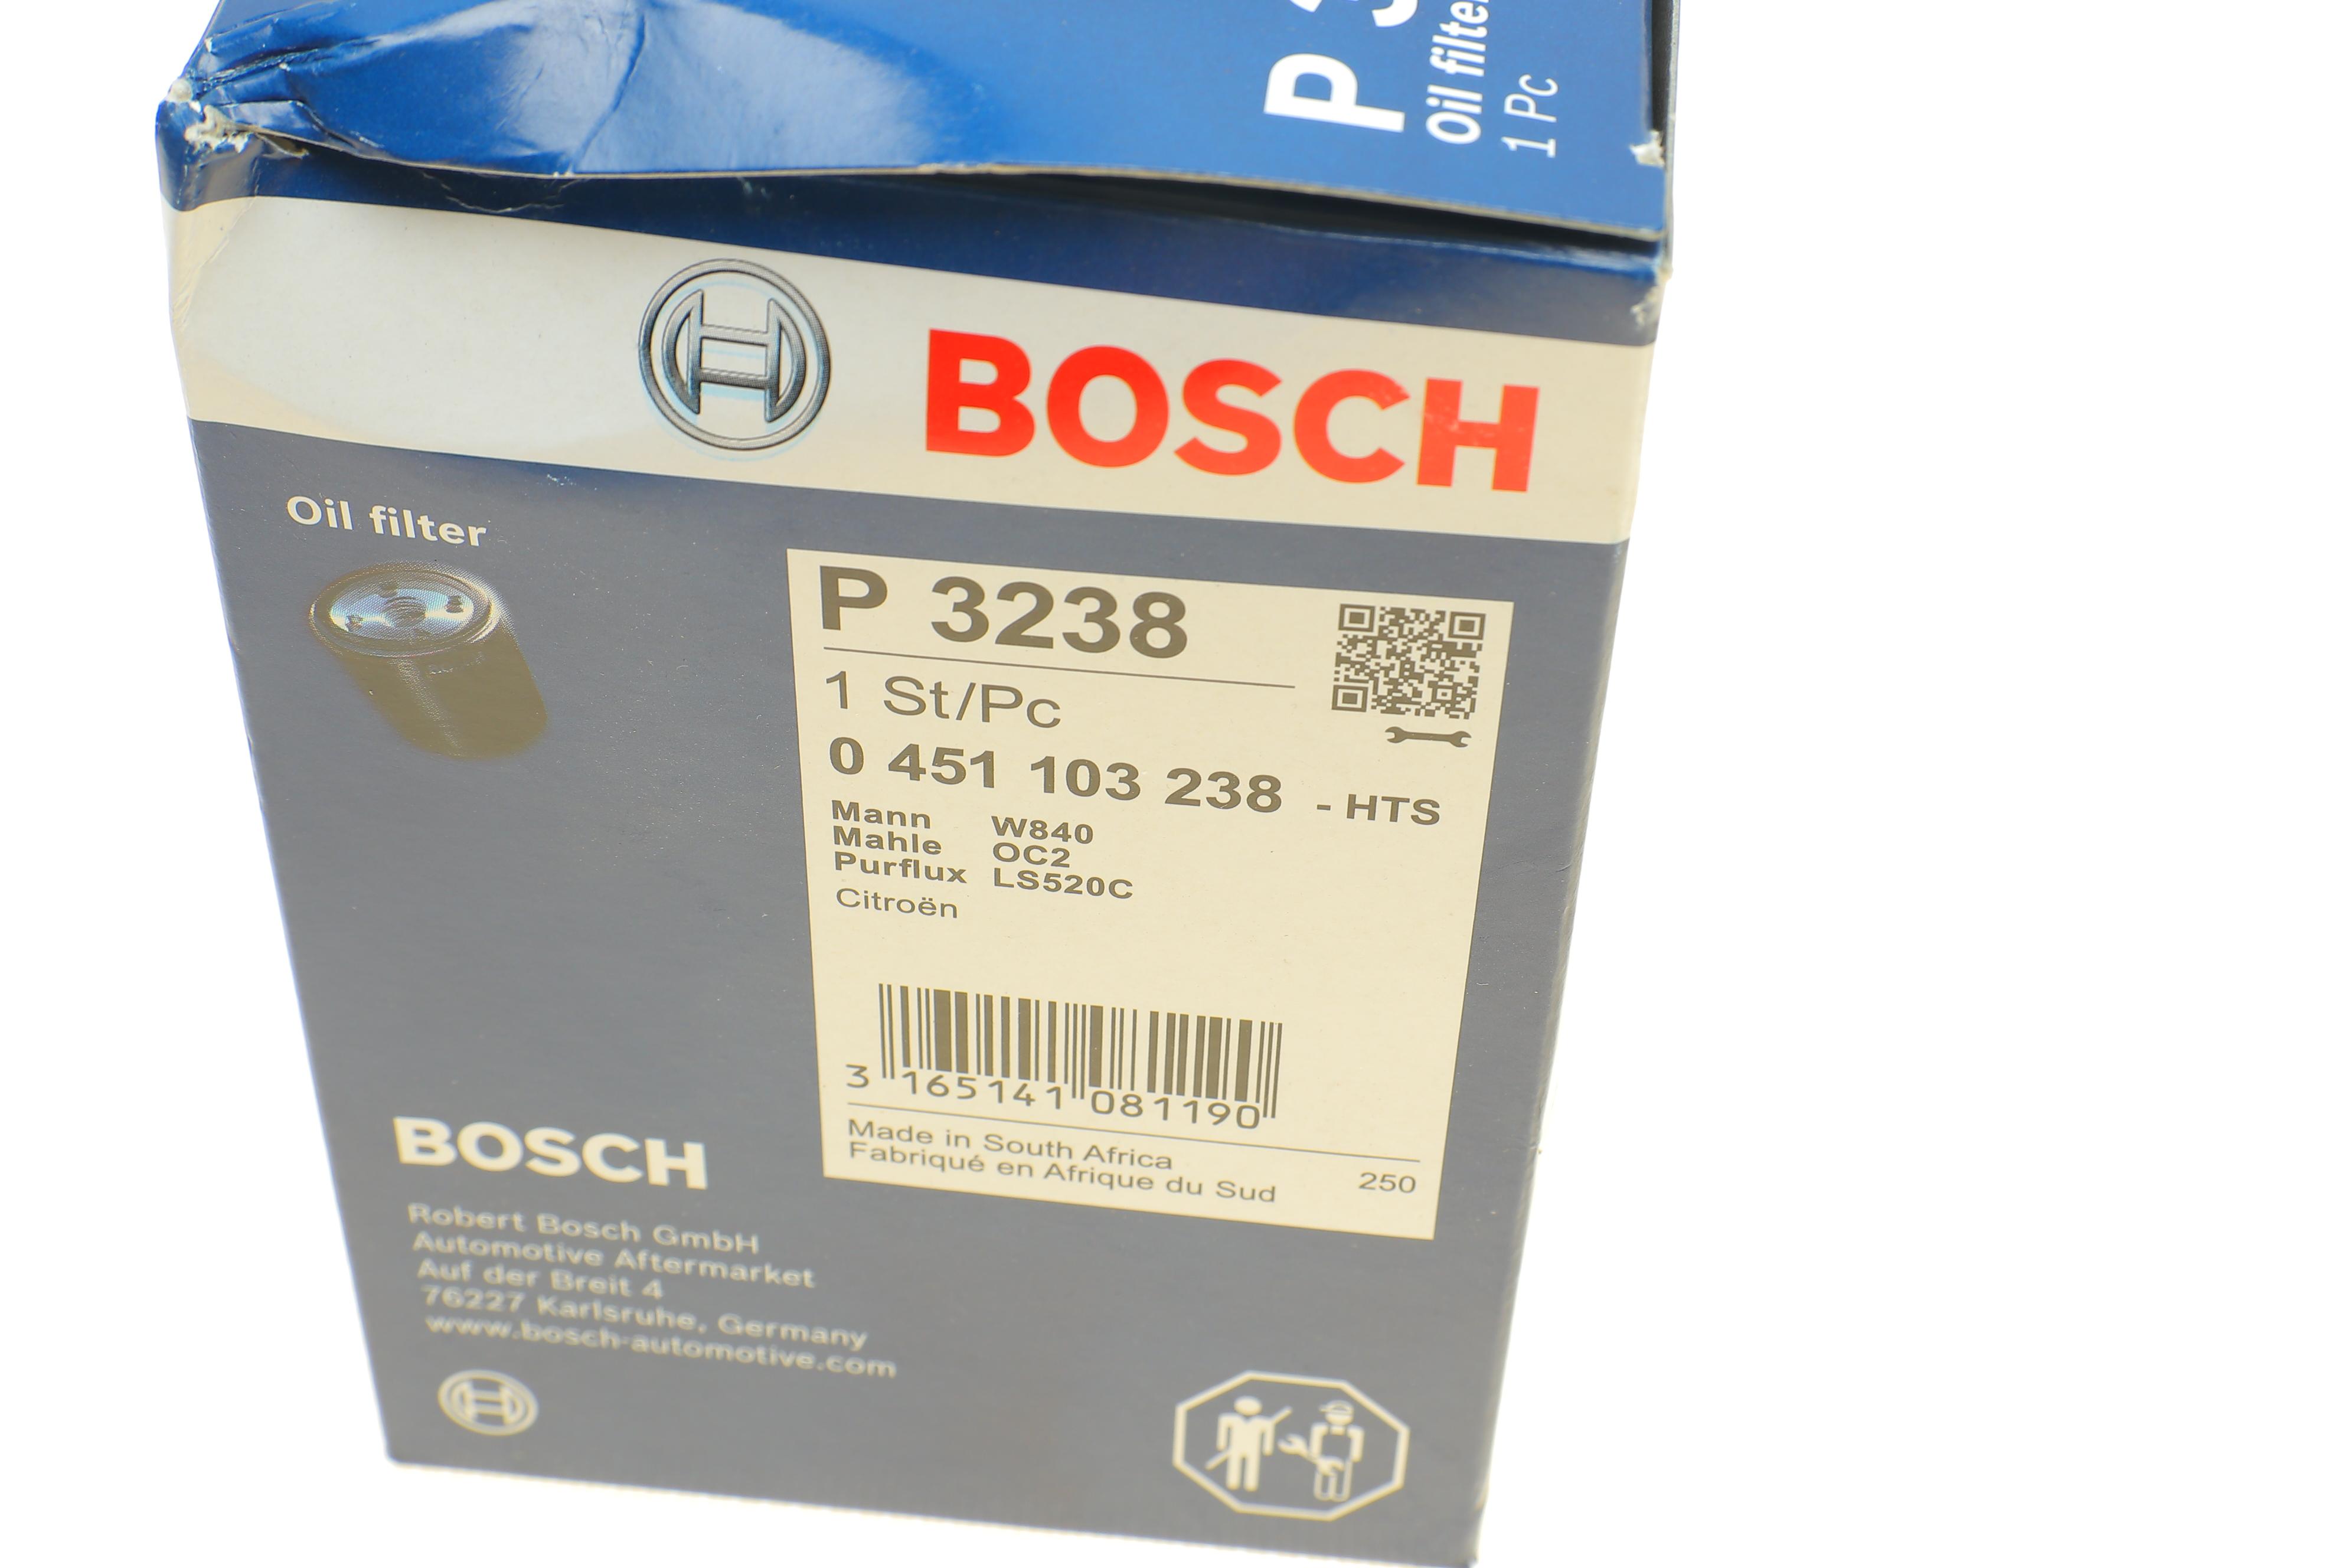 P 3
Oil filter
1 Pc
BOSCH
Oil filter
P 3238
1 St/Pc
0 451 103 238 - HTS
Mann W840
Mahle OC2
Purflux LS520C
Citroën
3 165141 081190
Made in South Africa
Fabriqué en Afrique du Sud 250
BOSCH
Robert Bosch GmbH
Automotive Aftermarket
Auf der Breit 4
76227 Karlsruhe, Germany
www.bosch-automotive.com